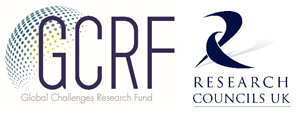 GCRF
Global Challenges Research Fund
RESEARCH
COUNCILS UK